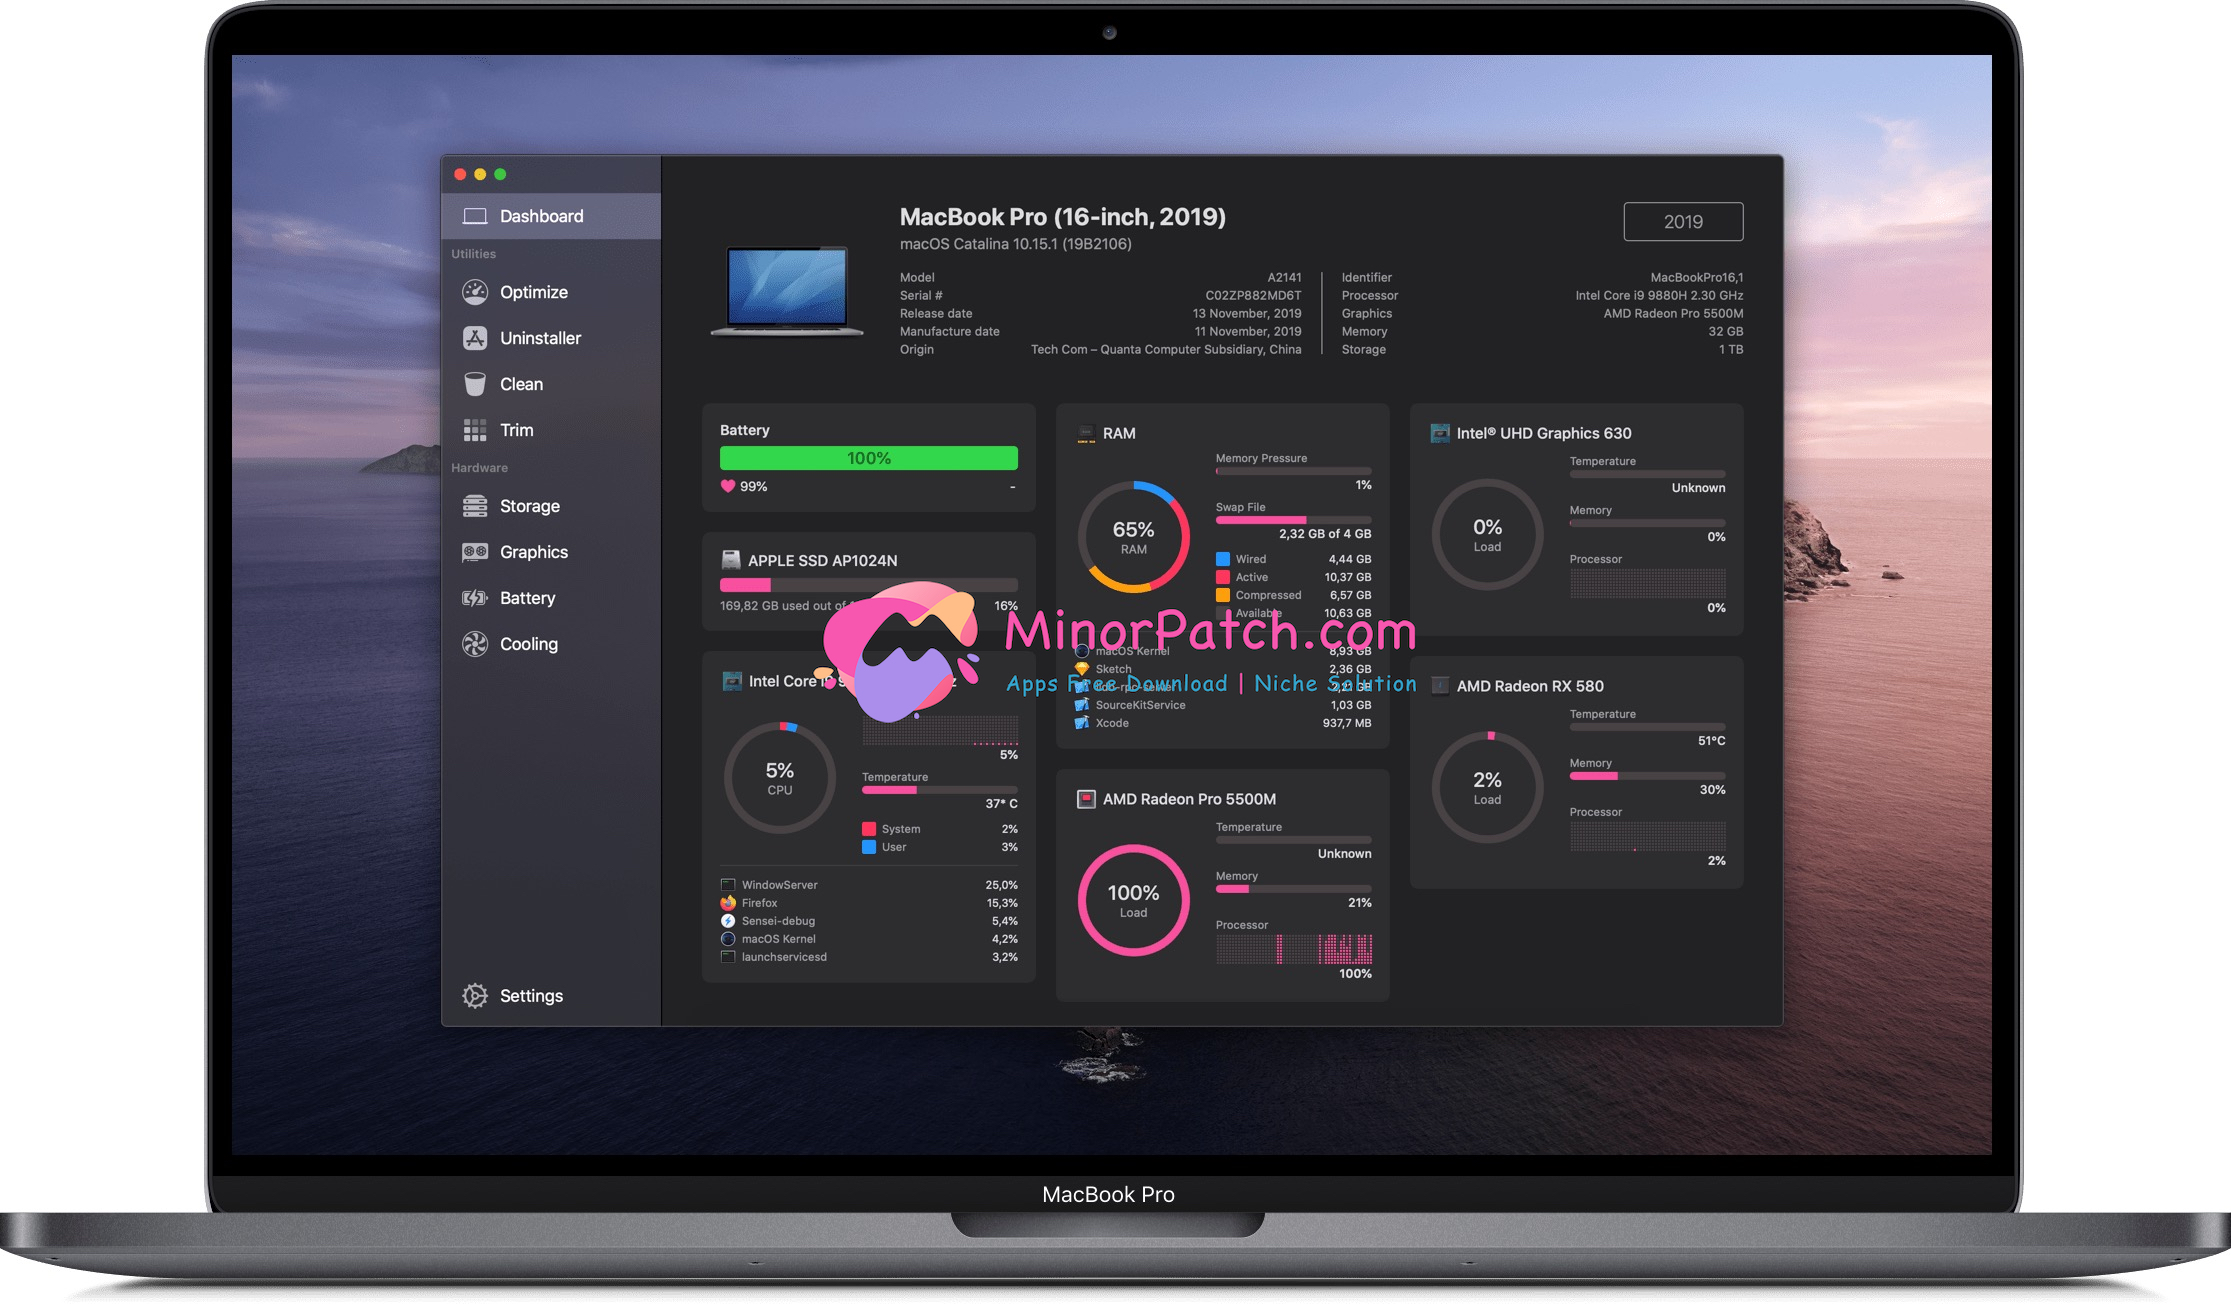 Dashboard
Utilities
Optimize
Uninstaller
Clean
Trim
Hardware
Storage
Graphics
Battery
Cooling
Settings
MacBook Pro (16-inch, 2019)
macOS Catalina 10.15.1 (19B2106)
2019
Model A2141
Serial # C02ZP882MD6T
Release date 13 November, 2019
Manufacture date 11 November, 2019
Origin Tech Com – Quanta Computer Subsidiary, China
Identifier MacBookPro16,1
Processor Intel Core i9 9880H 2.30 GHz
Graphics AMD Radeon Pro 5500M
Memory 32 GB
Storage 1 TB
Battery
100%
99% -
APPLE SSD AP1024N
169,82 GB used out of
16%
Intel Core
5%
5%
CPU
Temperature
37° C
System 2%
User 3%
WindowServer 25,0%
Firefox 15,3%
Sensei-debug 5,4%
macOS Kernel 4,2%
launchservicesd 3,2%
RAM
65%
RAM
Memory Pressure
1%
Swap File
2,32 GB of 4 GB
Wired 4,44 GB
Active 10,37 GB
Compressed 6,57 GB
Available 10,63 GB
MinorPatch.com
Apps Free Download | Niche Solution
macOS Kernel 8,93 GB
Sketch 2,36 GB
SourceKitService 1,03 GB
Xcode 937,7 MB
AMD Radeon Pro 5500M
100%
Load
Temperature
Unknown
Memory
21%
Processor
100%
Intel® UHD Graphics 630
0%
Load
Temperature
Unknown
Memory
0%
Processor
0%
AMD Radeon RX 580
2%
Load
Temperature
51°C
Memory
30%
Processor
2%
MacBook Pro